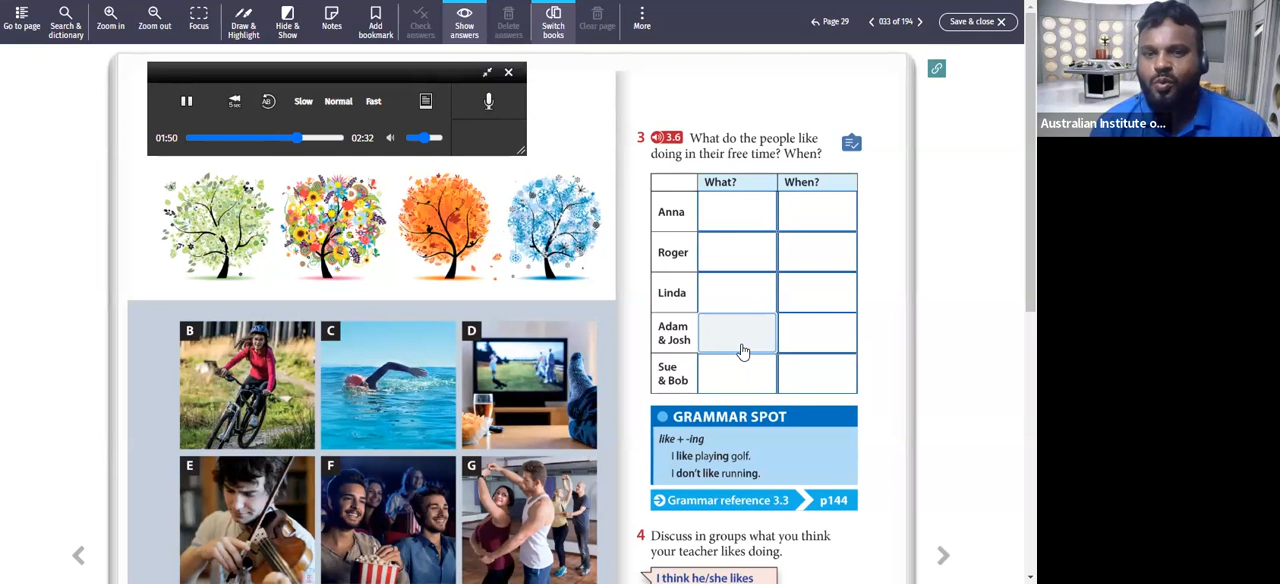 Go to page
Search & dictionary
Zoom in
Zoom out
Focus
Draw & Highlight
Hide & Show
Notes
Add bookmark
Check answers
Show answers
Delete answers
Switch books
Clear page
More
Page 29
033 of 194
Save & close
Australian Institute o...
5 sec
AB
Slow
Normal
Fast
01:50
02:32
B
C
D
E
F
G
3 3.6 What do the people like
doing in their free time? When?
What? When?
Anna
Roger
Linda
Adam
& Josh
Sue
& Bob
GRAMMAR SPOT
like + -ing
I like playing golf.
I don't like running.
Grammar reference 3.3 p144
4 Discuss in groups what you think
your teacher likes doing.
I think he/she likes